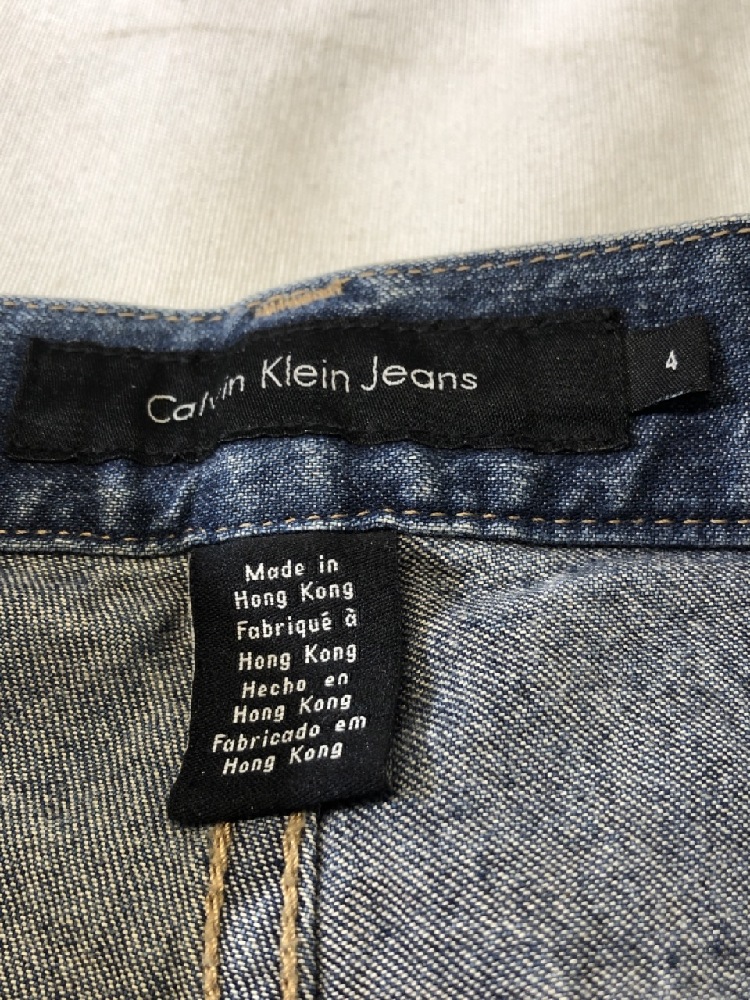 Calvin Klein Jeans
4
Made in
Hong Kong
Fabriqué à
Hong Kong
Hecho en
Hong Kong
Fabricado em
Hong Kong